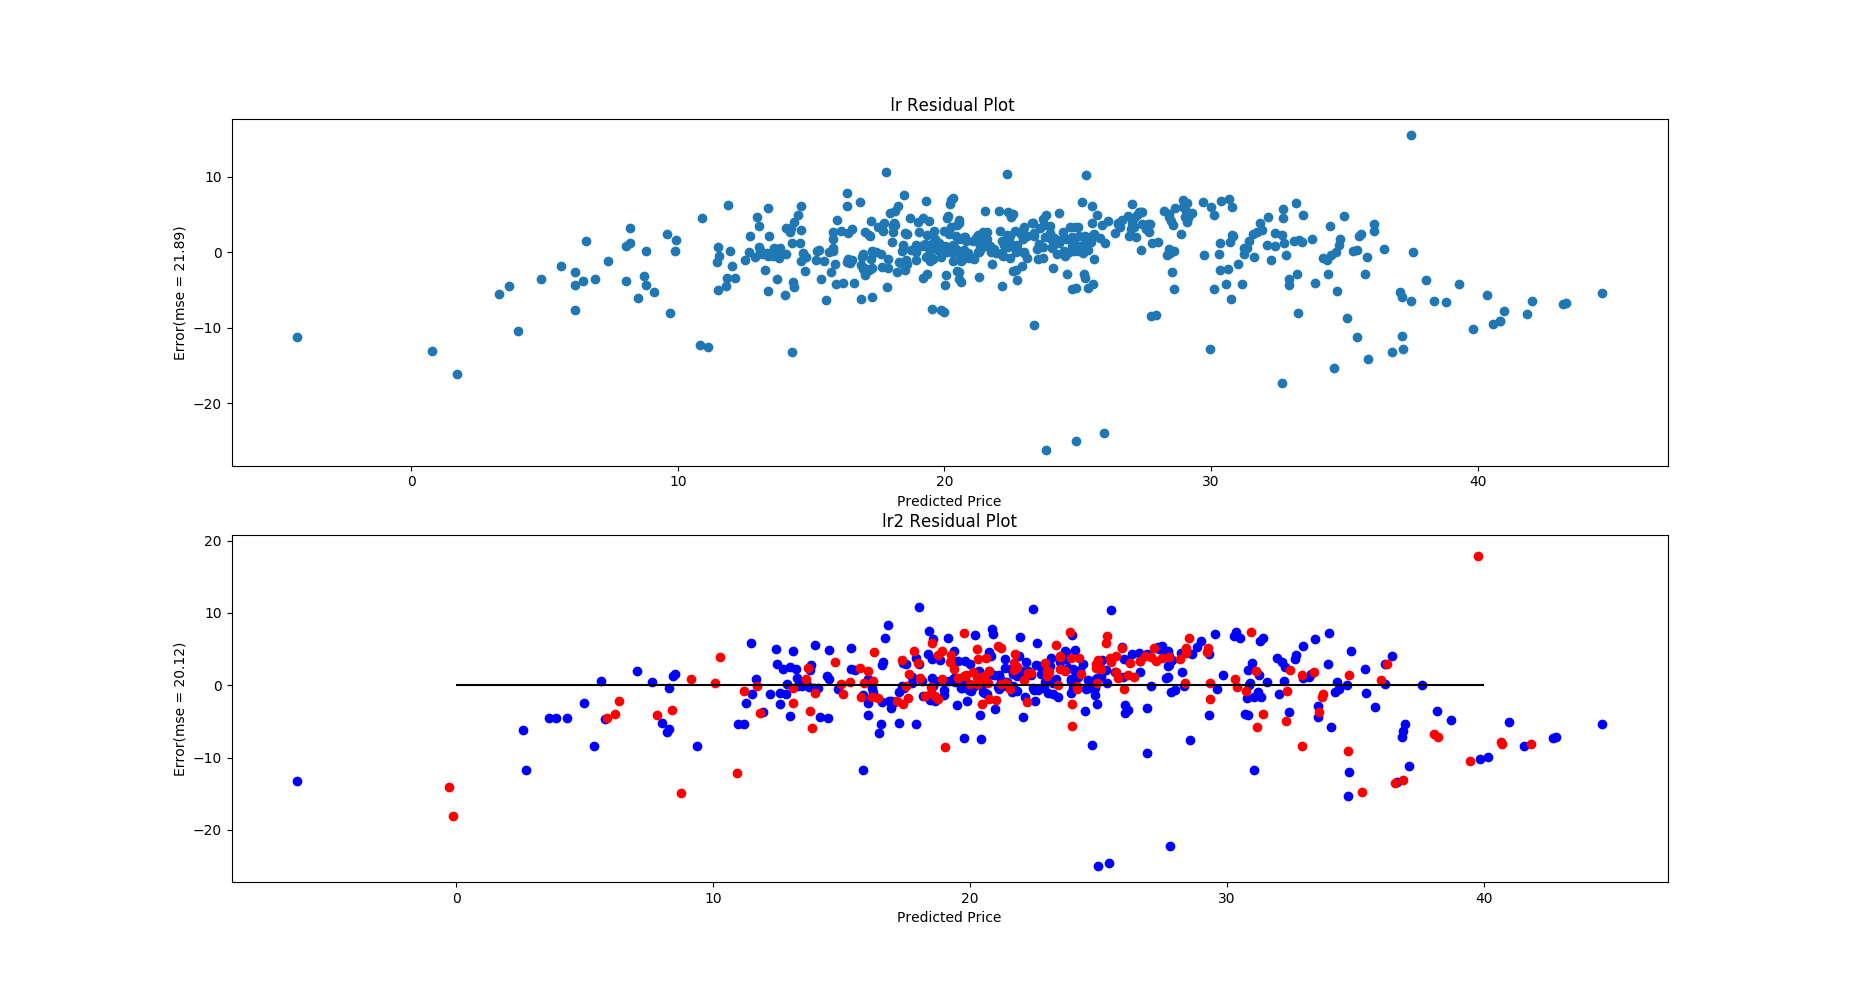 lr Residual Plot
10
0
−10
−20
Error(mse = 21.89)
0 10 20 30 40
Predicted Price
lr2 Residual Plot
20
10
0
−10
−20
Error(mse = 20.12)
0 10 20 30 40
Predicted Price